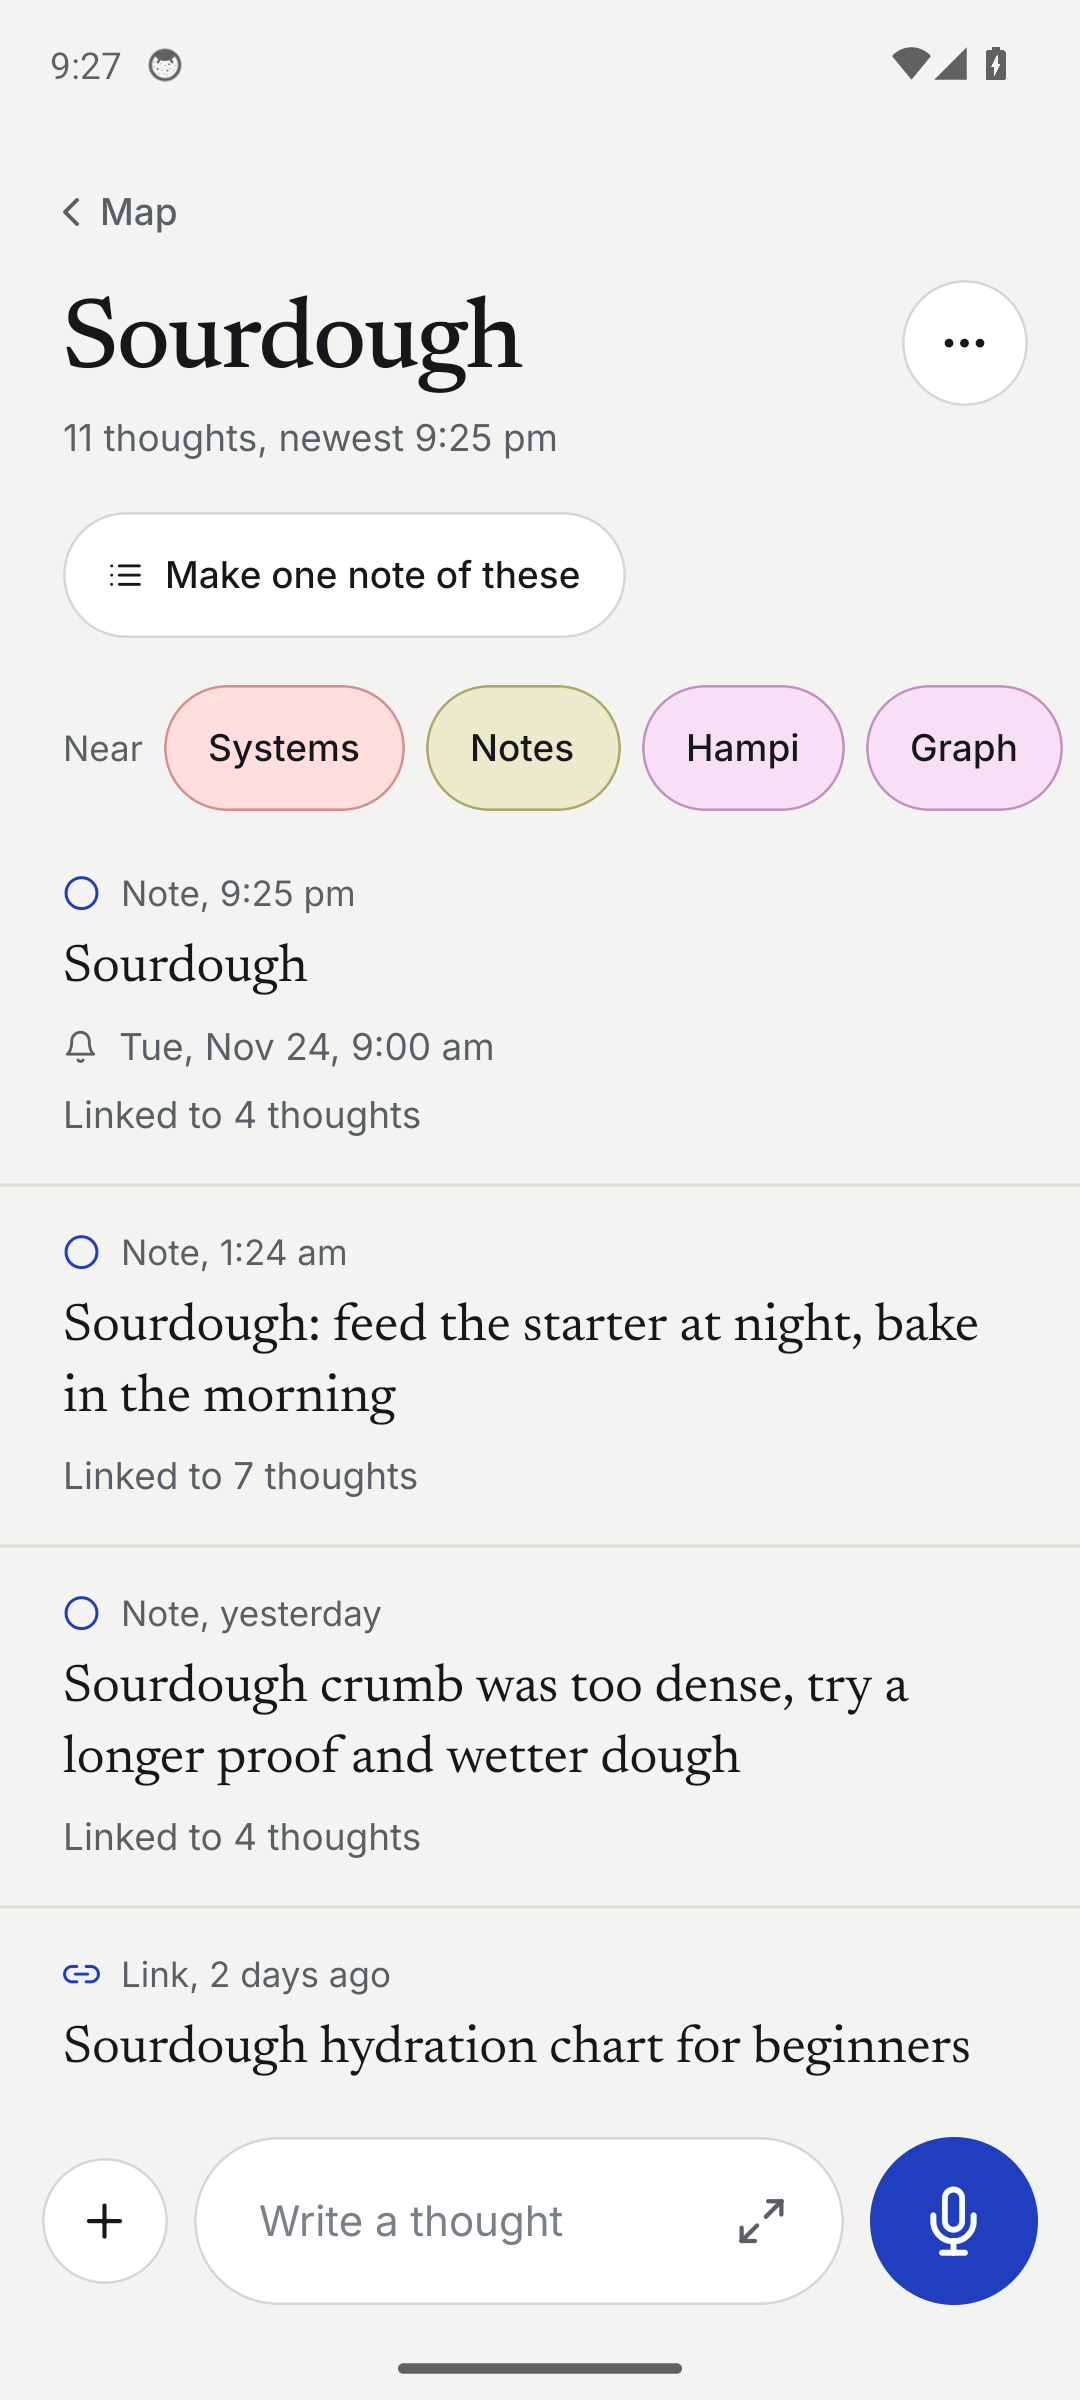 9:27
Map
Sourdough
11 thoughts, newest 9:25 pm
Make one note of these
Near Systems Notes Hampi Graph
Note, 9:25 pm
Sourdough
Tue, Nov 24, 9:00 am
Linked to 4 thoughts
Note, 1:24 am
Sourdough: feed the starter at night, bake
in the morning
Linked to 7 thoughts
Note, yesterday
Sourdough crumb was too dense, try a
longer proof and wetter dough
Linked to 4 thoughts
Link, 2 days ago
Sourdough hydration chart for beginners
Write a thought